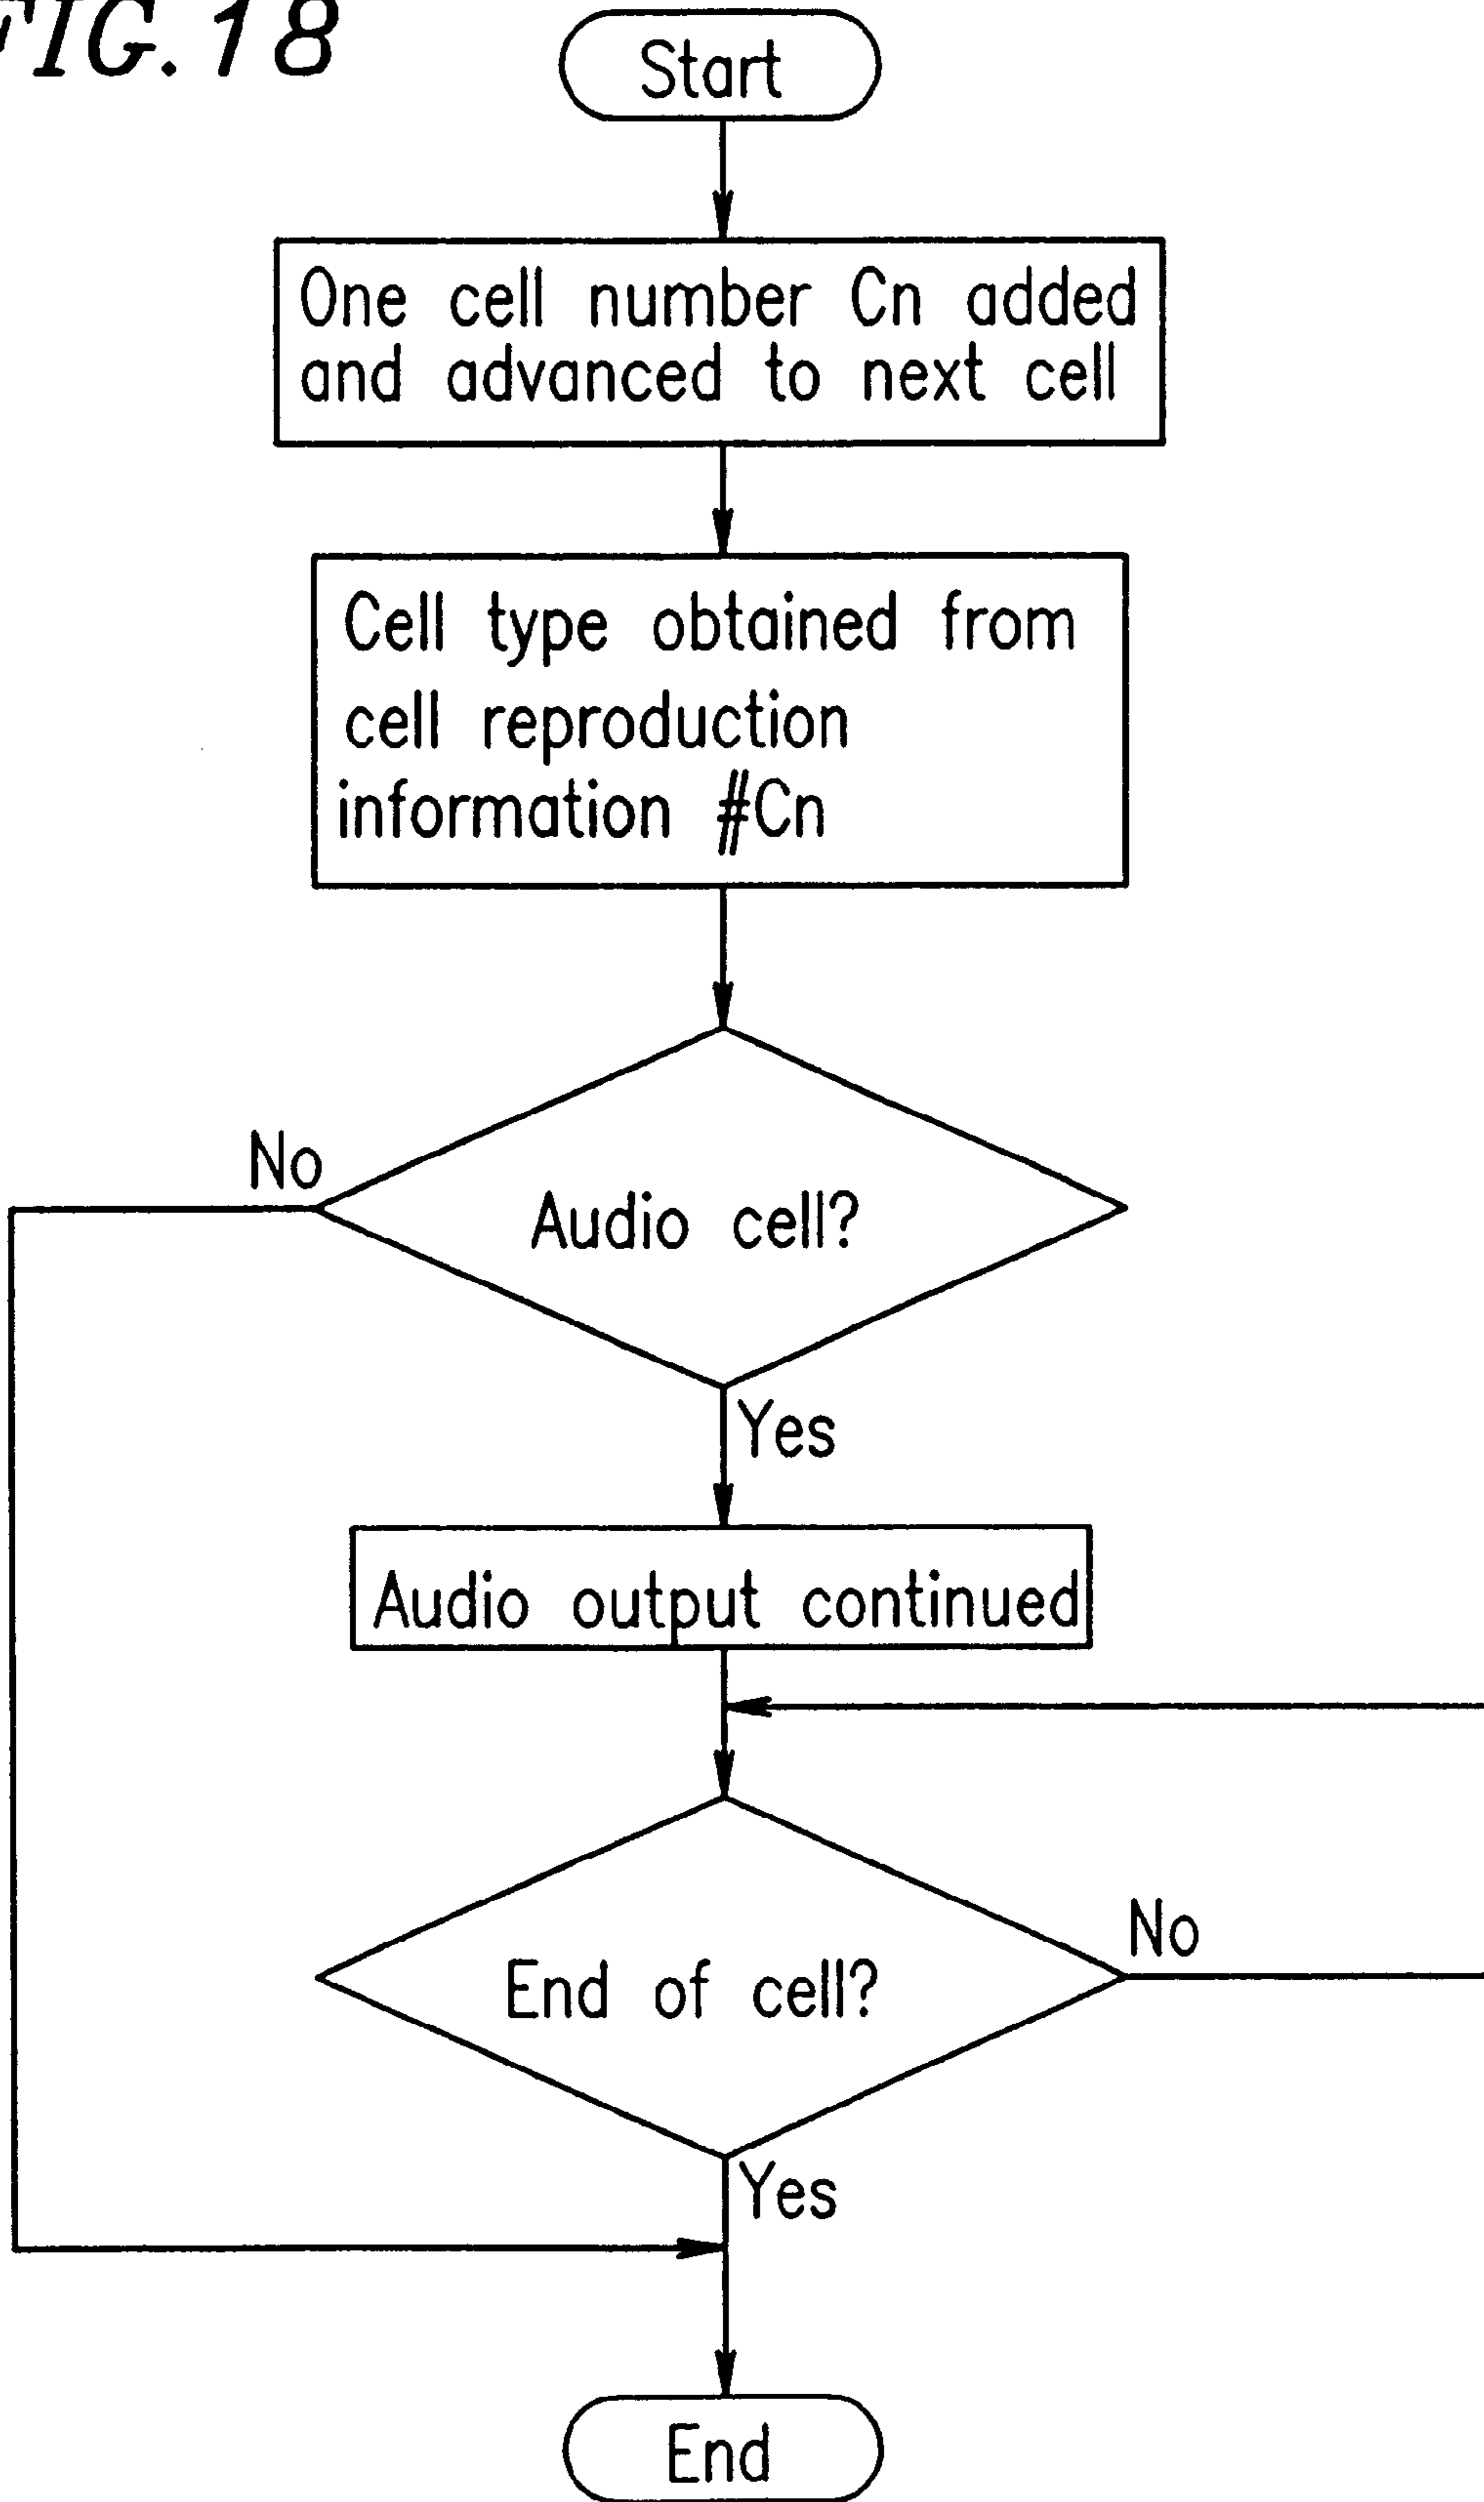 FIG. 18
Start
One cell number Cn added
and advanced to next cell
Cell type obtained from
cell reproduction
information #Cn
No
Audio cell?
Yes
Audio output continued
No
End of cell?
Yes
End